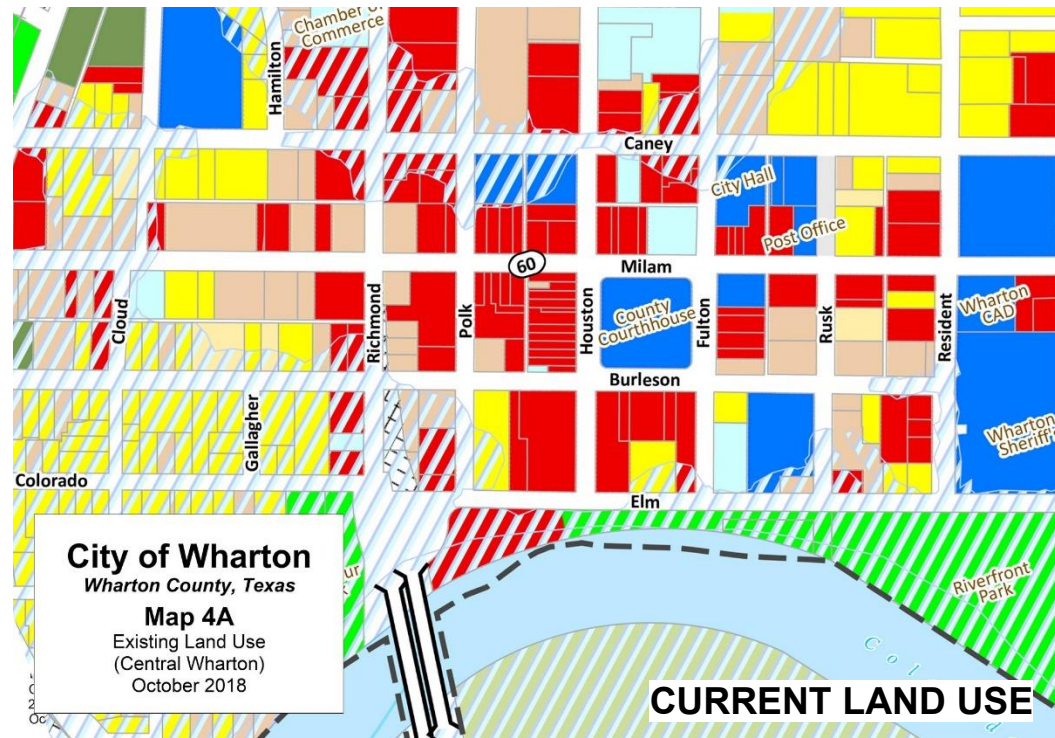 Chamber of
Commerce
Hamilton
Caney
City Hall
Post Office
60
Milam
Cloud
Richmond
Polk
Houston
County
Courthhouse
Fulton
Rusk
Resident
Wharton
CAD
Burleson
Gallagher
Wharton
Sheriff
Colorado
Elm
City of Wharton
Wharton County, Texas
Map 4A
Existing Land Use
(Central Wharton)
October 2018
Riverfront
Park
CURRENT LAND USE